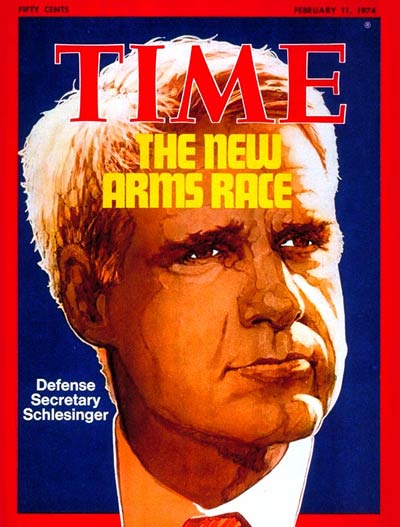 FIFTY CENTS
FEBRUARY 11, 1974
TIME
®
THE NEW
ARMS RACE
Defense
Secretary
Schlesinger